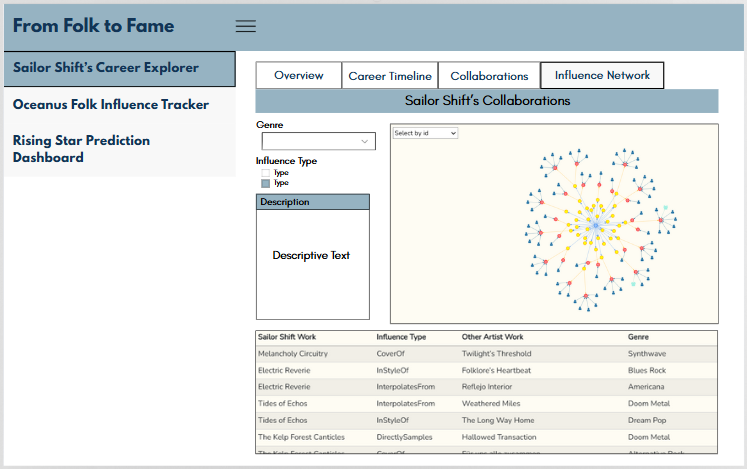 From Folk to Fame
Sailor Shift's Career Explorer
Oceanus Folk Influence Tracker
Rising Star Prediction
Dashboard
Overview
Career Timeline
Collaborations
Influence Network
Sailor Shift's Collaborations
Genre
Influence Type
Type
Type
Description
Descriptive Text
Select by id
Sailor Shift Work Influence Type Other Artist Work Genre
Melancholy Circuitry CoverOf Twilight's Threshold Synthwave
Electric Reverie InStyleOf Folklore's Heartbeat Blues Rock
Electric Reverie InterpolatesFrom Reflejo Interior Americana
Tides of Echos InterpolatesFrom Weathered Miles Doom Metal
Tides of Echos InStyleOf The Long Way Home Dream Pop
The Kelp Forest Canticles DirectlySamples Hallowed Transaction Doom Metal